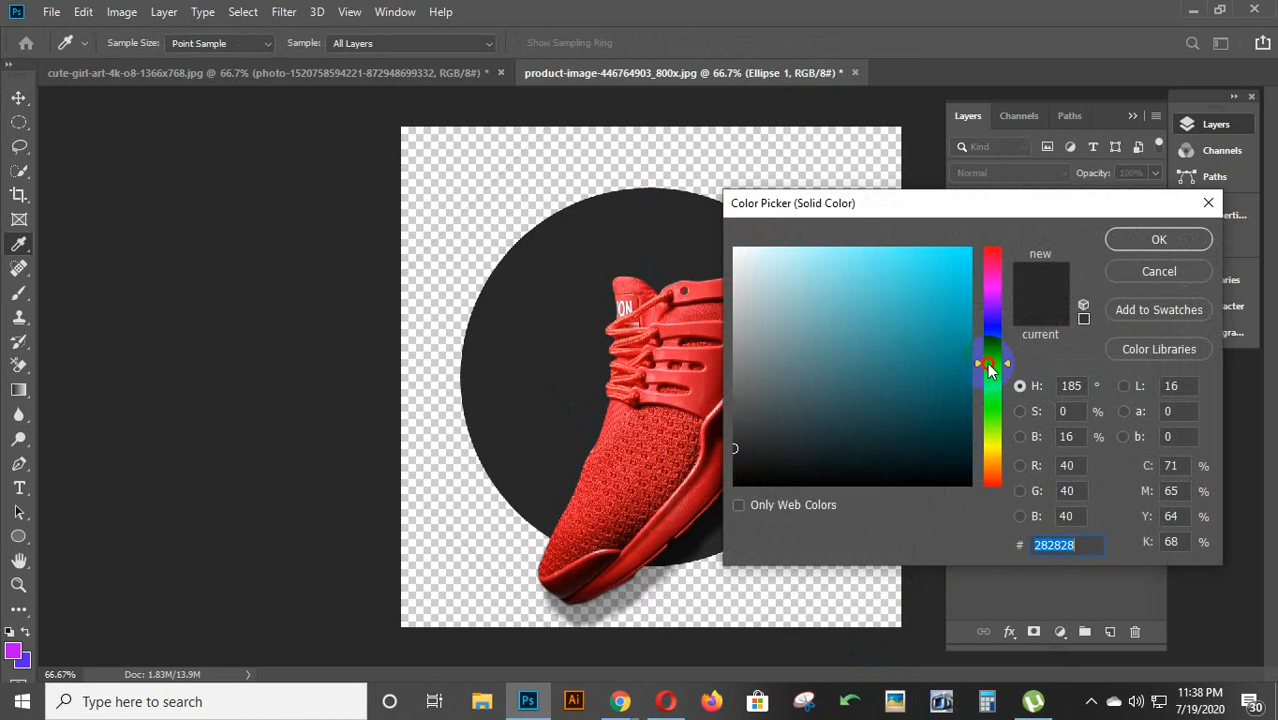 Ps File Edit Image Layer Type Select Filter 3D View Window Help
Sample Size: Point Sample Sample: All Layers Show Sampling Ring
cute-girl-art-4k-o8-1366x768.jpg @ 66.7% (photo-1520758594221-872948699332, RGB/8#) *
product-image-446764903_800x.jpg @ 66.7% (Ellipse 1, RGB/8#) *
Layers Channels Paths
Layers
Kind
Channels
Normal Opacity: 100%
Paths
Color Picker (Solid Color)
OK
new
Cancel
Add to Swatches
current
Color Libraries
H: 185 ° L: 16
S: 0 % a: 0
B: 16 % b: 0
R: 40 C: 71 %
G: 40 M: 65 %
B: 40 Y: 64 %
# 282828 K: 68 %
Only Web Colors
T
66.67% Doc: 1.83M/13.9M
fx
Type here to search
Ps Ai
11:38 PM
7/19/2020
30